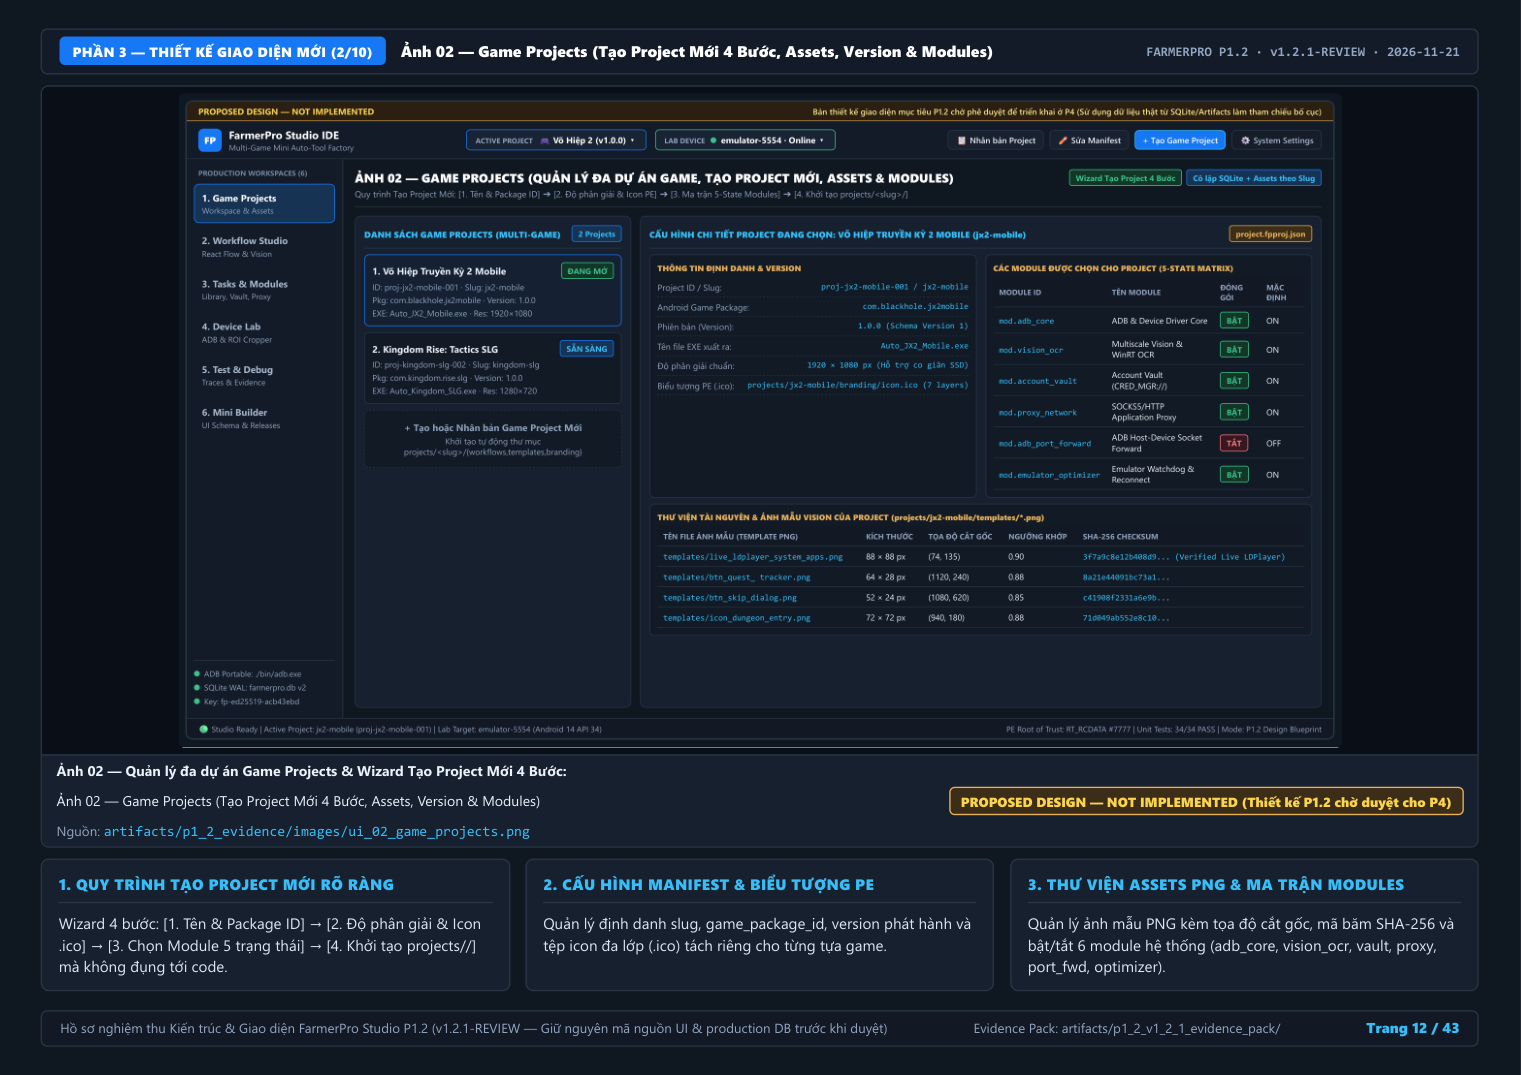 PHẦN 3 — THIẾT KẾ GIAO DIỆN MỚI (2/10)
Ảnh 02 — Game Projects (Tạo Project Mới 4 Bước, Assets, Version & Modules)
FARMERPRO P1.2 · v1.2.1-REVIEW · 2026-11-21
PROPOSED DESIGN — NOT IMPLEMENTED
Bản thiết kế giao diện mục tiêu P1.2 chờ phê duyệt để triển khai ở P4 (Sử dụng dữ liệu thật từ SQLite/Artifacts làm tham chiếu bố cục)
FP
FarmerPro Studio IDE
Multi-Game Mini Auto-Tool Factory
ACTIVE PROJECT
Võ Hiệp 2 (v1.0.0)
LAB DEVICE
emulator-5554 · Online
Nhân bản Project
Sửa Manifest
+ Tạo Game Project
System Settings
PRODUCTION WORKSPACES (6)
1. Game Projects
Workspace & Assets
2. Workflow Studio
React Flow & Vision
3. Tasks & Modules
Library, Vault, Proxy
4. Device Lab
ADB & ROI Cropper
5. Test & Debug
Traces & Evidence
6. Mini Builder
UI Schema & Releases
ADB Portable: ./bin/adb.exe
SQLite WAL: farmerpro.db v2
Key: fp-ed25519-acb43ebd
ẢNH 02 — GAME PROJECTS (QUẢN LÝ ĐA DỰ ÁN GAME, TẠO PROJECT MỚI, ASSETS & MODULES)
Quy trình Tạo Project Mới: [1. Tên & Package ID] ➔ [2. Độ phân giải & Icon PE] ➔ [3. Ma trận 5-State Modules] ➔ [4. Khởi tạo projects/<slug>/]
Wizard Tạo Project 4 Bước
Cô lập SQLite + Assets theo Slug
DANH SÁCH GAME PROJECTS (MULTI-GAME)
2 Projects
1. Võ Hiệp Truyền Kỳ 2 Mobile
ĐANG MỞ
ID: proj-jx2-mobile-001 · Slug: jx2-mobile
Pkg: com.blackhole.jx2mobile · Version: 1.0.0
EXE: Auto_JX2_Mobile.exe · Res: 1920×1080
2. Kingdom Rise: Tactics SLG
SẴN SÀNG
ID: proj-kingdom-slg-002 · Slug: kingdom-slg
Pkg: com.kingdom.rise.slg · Version: 1.0.0
EXE: Auto_Kingdom_SLG.exe · Res: 1280×720
+ Tạo hoặc Nhân bản Game Project Mới
Khởi tạo tự động thư mục
projects/<slug>/(workflows,templates,branding)
CẤU HÌNH CHI TIẾT PROJECT ĐANG CHỌN: VÕ HIỆP TRUYỀN KỲ 2 MOBILE (jx2-mobile)
project.fpproj.json
THÔNG TIN ĐỊNH DANH & VERSION
Project ID / Slug: proj-jx2-mobile-001 / jx2-mobile
Android Game Package: com.blackhole.jx2mobile
Phiên bản (Version): 1.0.0 (Schema Version 1)
Tên file EXE xuất ra: Auto_JX2_Mobile.exe
Độ phân giải chuẩn: 1920 × 1080 px (Hỗ trợ co giãn SSD)
Biểu tượng PE (.ico): projects/jx2-mobile/branding/icon.ico (7 layers)
CÁC MODULE ĐƯỢC CHỌN CHO PROJECT (5-STATE MATRIX)
MODULE ID TÊN MODULE ĐÓNG GÓI MẶC ĐỊNH
mod.adb_core ADB & Device Driver Core BẬT ON
mod.vision_ocr Multiscale Vision & WinRT OCR BẬT ON
mod.account_vault Account Vault (CRED_MGR://) BẬT ON
mod.proxy_network SOCKS5/HTTP Application Proxy BẬT ON
mod.adb_port_forward ADB Host-Device Socket Forward TẮT OFF
mod.emulator_optimizer Emulator Watchdog & Reconnect BẬT ON
THƯ VIỆN TÀI NGUYÊN & ẢNH MẪU VISION CỦA PROJECT (projects/jx2-mobile/templates/*.png)
TÊN FILE ẢNH MẪU (TEMPLATE PNG) KÍCH THƯỚC TỌA ĐỘ CẮT GỐC NGƯỠNG KHỚP SHA-256 CHECKSUM
templates/live_ldplayer_system_apps.png 88 × 88 px (74, 135) 0.90 3f7a9c8e12b408d9... (Verified Live LDPlayer)
templates/btn_quest_ tracker.png 64 × 28 px (1120, 240) 0.88 8a21e44091bc73a1...
templates/btn_skip_dialog.png 52 × 24 px (1080, 620) 0.85 c41908f2331a6e9b...
templates/icon_dungeon_entry.png 72 × 72 px (940, 180) 0.88 71d049ab552e8c10...
Studio Ready | Active Project: jx2-mobile (proj-jx2-mobile-001) | Lab Target: emulator-5554 (Android 14 API 34)
PE Root of Trust: RT_RCDATA #7777 | Unit Tests: 34/34 PASS | Mode: P1.2 Design Blueprint
Ảnh 02 — Quản lý đa dự án Game Projects & Wizard Tạo Project Mới 4 Bước:
Ảnh 02 — Game Projects (Tạo Project Mới 4 Bước, Assets, Version & Modules)
Nguồn: artifacts/p1_2_evidence/images/ui_02_game_projects.png
PROPOSED DESIGN — NOT IMPLEMENTED (Thiết kế P1.2 chờ duyệt cho P4)
1. QUY TRÌNH TẠO PROJECT MỚI RÕ RÀNG
Wizard 4 bước: [1. Tên & Package ID] → [2. Độ phân giải & Icon
.ico] → [3. Chọn Module 5 trạng thái] → [4. Khởi tạo projects//]
mà không đụng tới code.
2. CẤU HÌNH MANIFEST & BIỂU TƯỢNG PE
Quản lý định danh slug, game_package_id, version phát hành và
tệp icon đa lớp (.ico) tách riêng cho từng tựa game.
3. THƯ VIỆN ASSETS PNG & MA TRẬN MODULES
Quản lý ảnh mẫu PNG kèm tọa độ cắt gốc, mã băm SHA-256 và
bật/tắt 6 module hệ thống (adb_core, vision_ocr, vault, proxy,
port_fwd, optimizer).
Hồ sơ nghiệm thu Kiến trúc & Giao diện FarmerPro Studio P1.2 (v1.2.1-REVIEW — Giữ nguyên mã nguồn UI & production DB trước khi duyệt)
Evidence Pack: artifacts/p1_2_v1_2_1_evidence_pack/
Trang 12 / 43